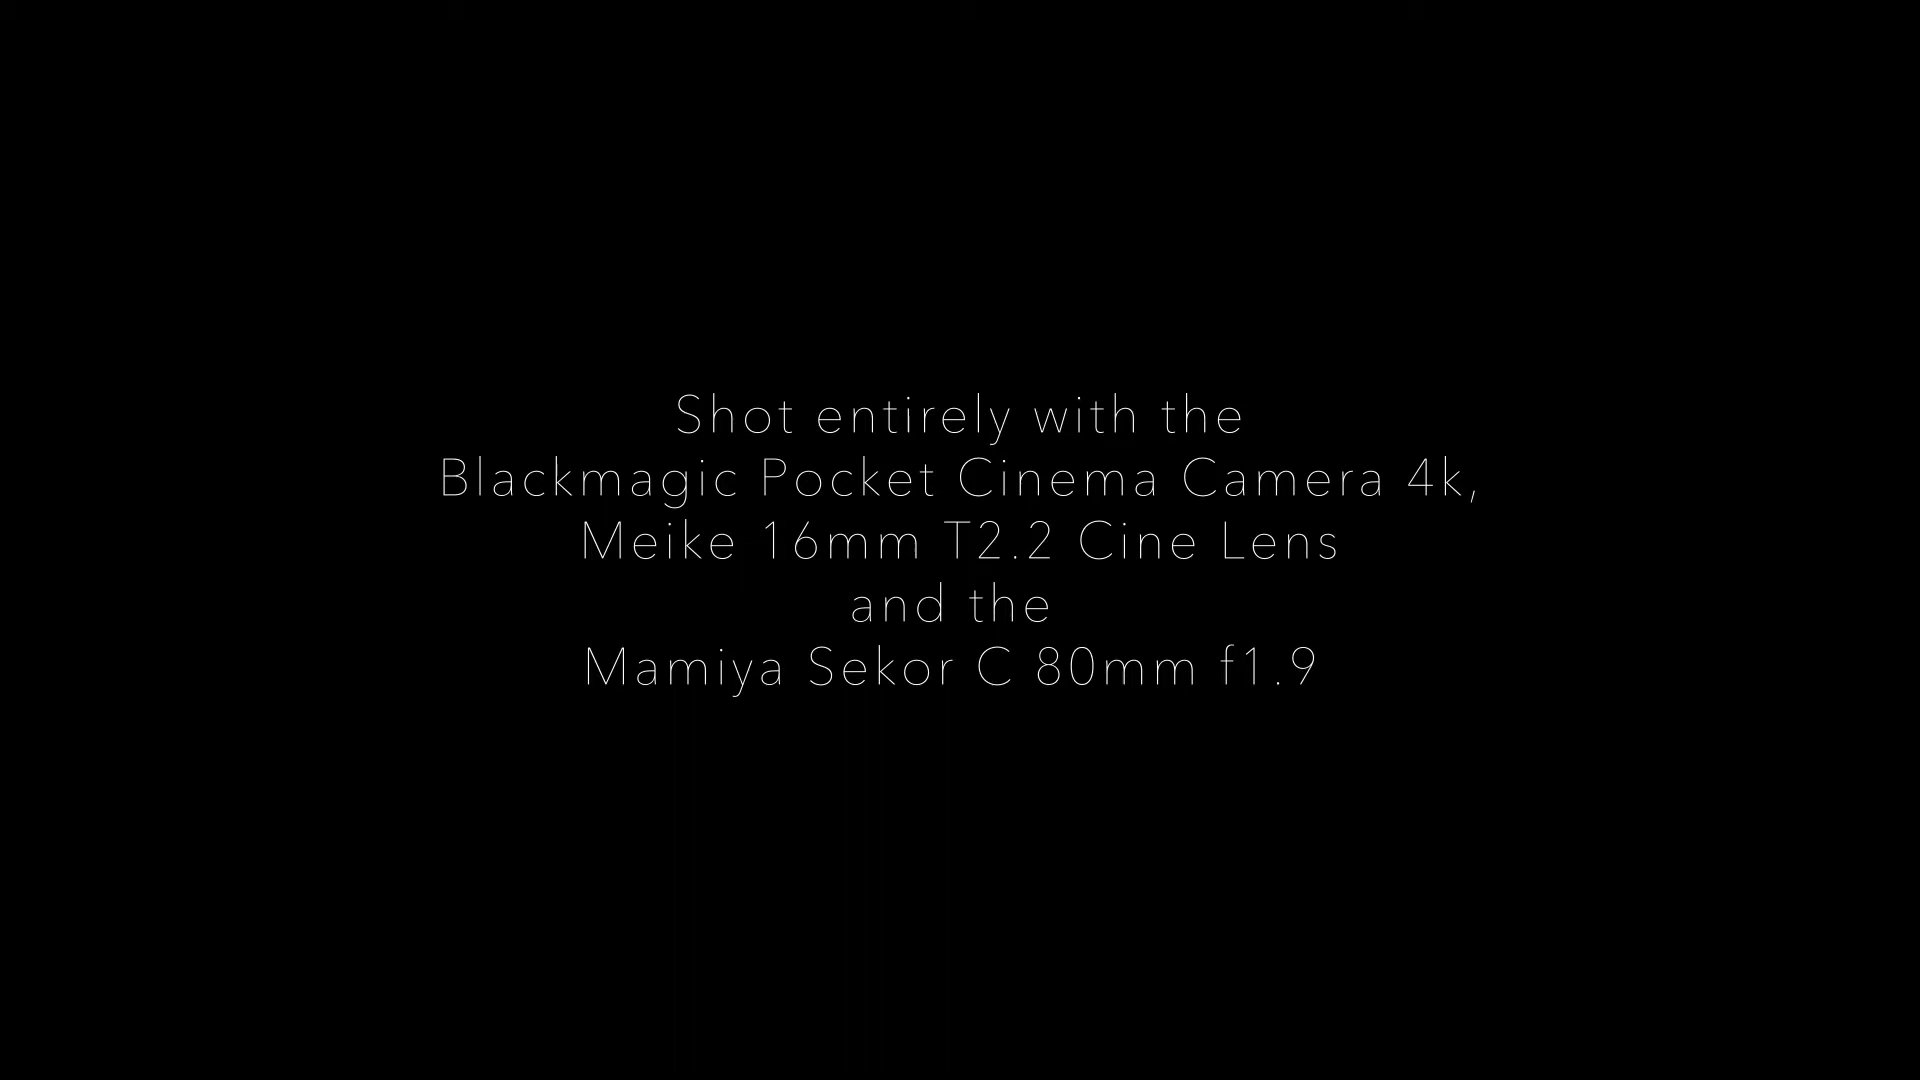 Shot entirely with the
Blackmagic Pocket Cinema Camera 4k,
Meike 16mm T2.2 Cine Lens
and the
Mamiya Sekor C 80mm f1.9